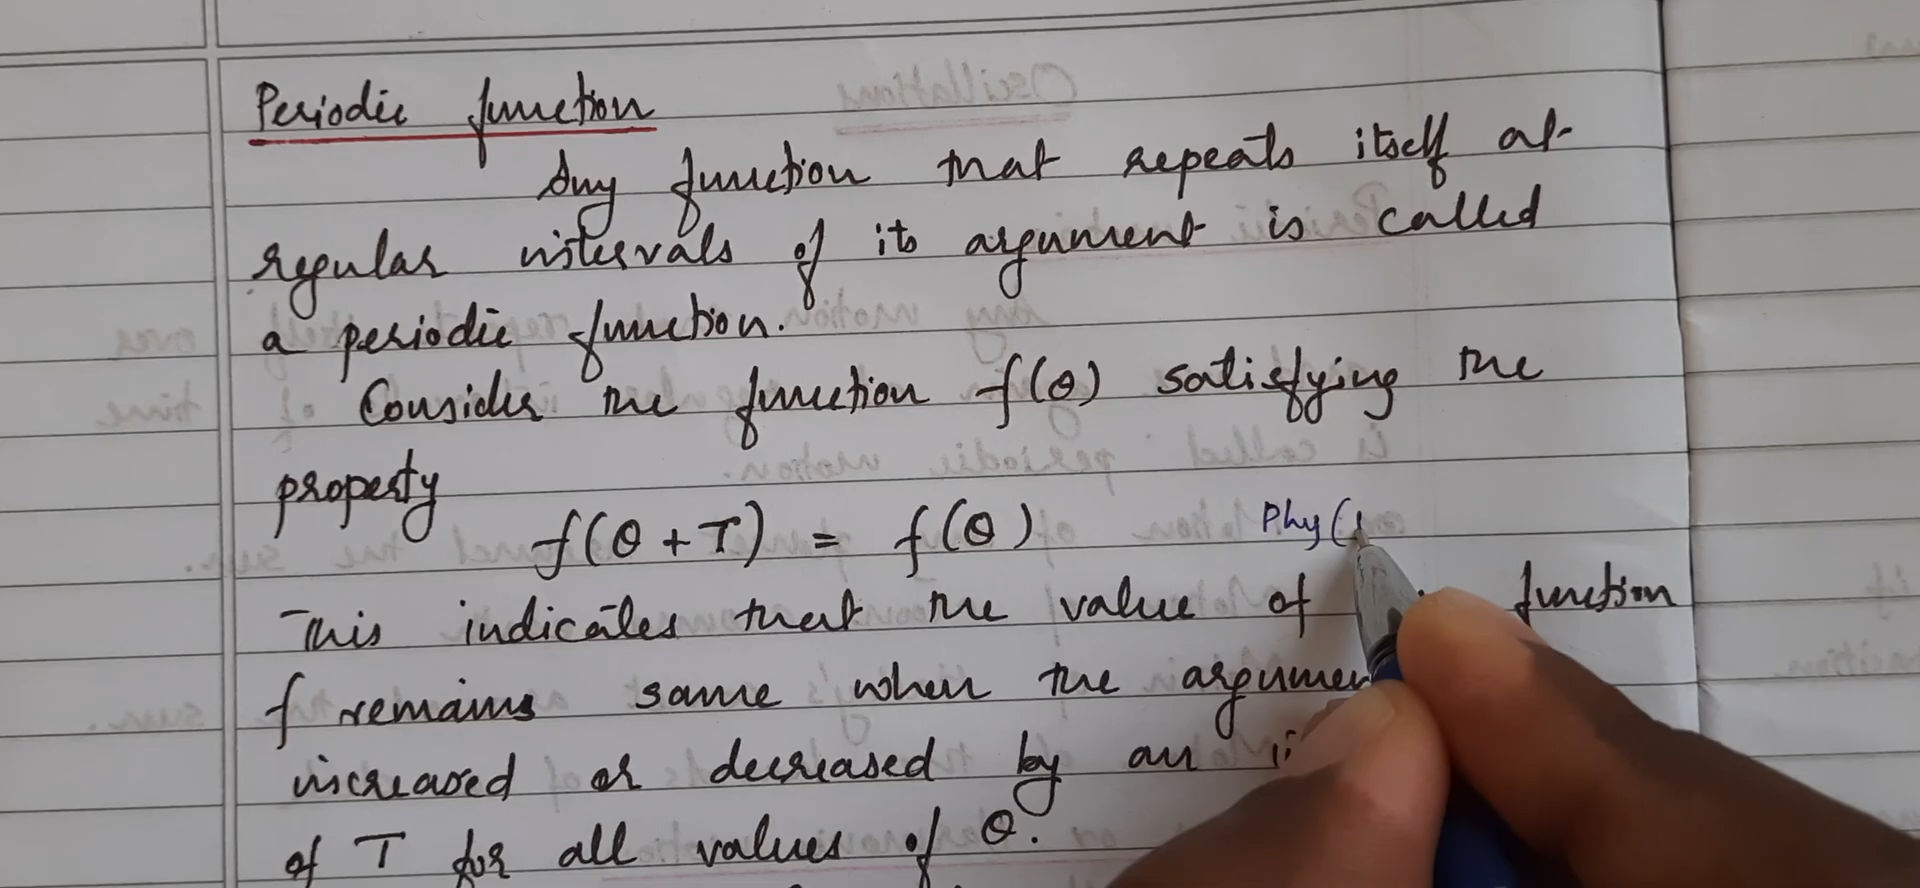 Periodic function
Any function that repeats itself at
regular intervals of its argument is called
a periodic function.
Consider the function f(θ) satisfying the
property
f(θ + T) = f(θ)
Phy (
This indicates that the value of function
f remains same when the argumen
increased or decreased by an
of T for all values of θ.